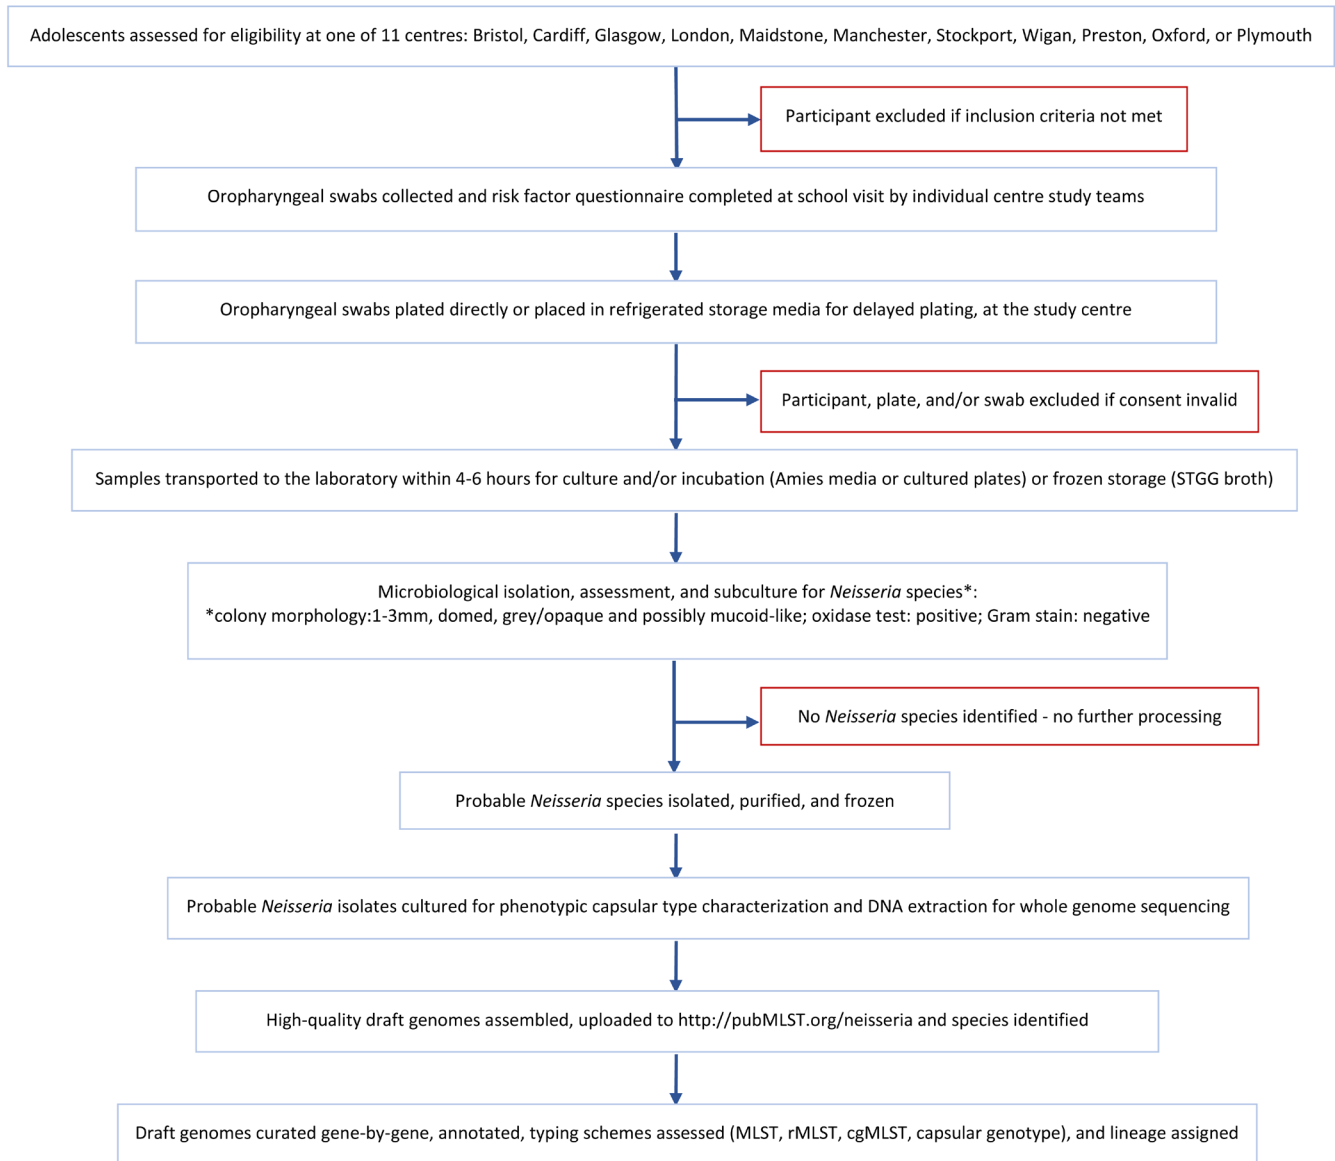 Adolescents assessed for eligibility at one of 11 centres: Bristol, Cardiff, Glasgow, London, Maidstone, Manchester, Stockport, Wigan, Preston, Oxford, or Plymouth
Participant excluded if inclusion criteria not met
Oropharyngeal swabs collected and risk factor questionnaire completed at school visit by individual centre study teams
Oropharyngeal swabs plated directly or placed in refrigerated storage media for delayed plating, at the study centre
Participant, plate, and/or swab excluded if consent invalid
Samples transported to the laboratory within 4-6 hours for culture and/or incubation (Amies media or cultured plates) or frozen storage (STGG broth)
Microbiological isolation, assessment, and subculture for Neisseria species*:
*colony morphology:1-3mm, domed, grey/opaque and possibly mucoid-like; oxidase test: positive; Gram stain: negative
No Neisseria species identified - no further processing
Probable Neisseria species isolated, purified, and frozen
Probable Neisseria isolates cultured for phenotypic capsular type characterization and DNA extraction for whole genome sequencing
High-quality draft genomes assembled, uploaded to http://pubMLST.org/neisseria and species identified
Draft genomes curated gene-by-gene, annotated, typing schemes assessed (MLST, rMLST, cgMLST, capsular genotype), and lineage assigned